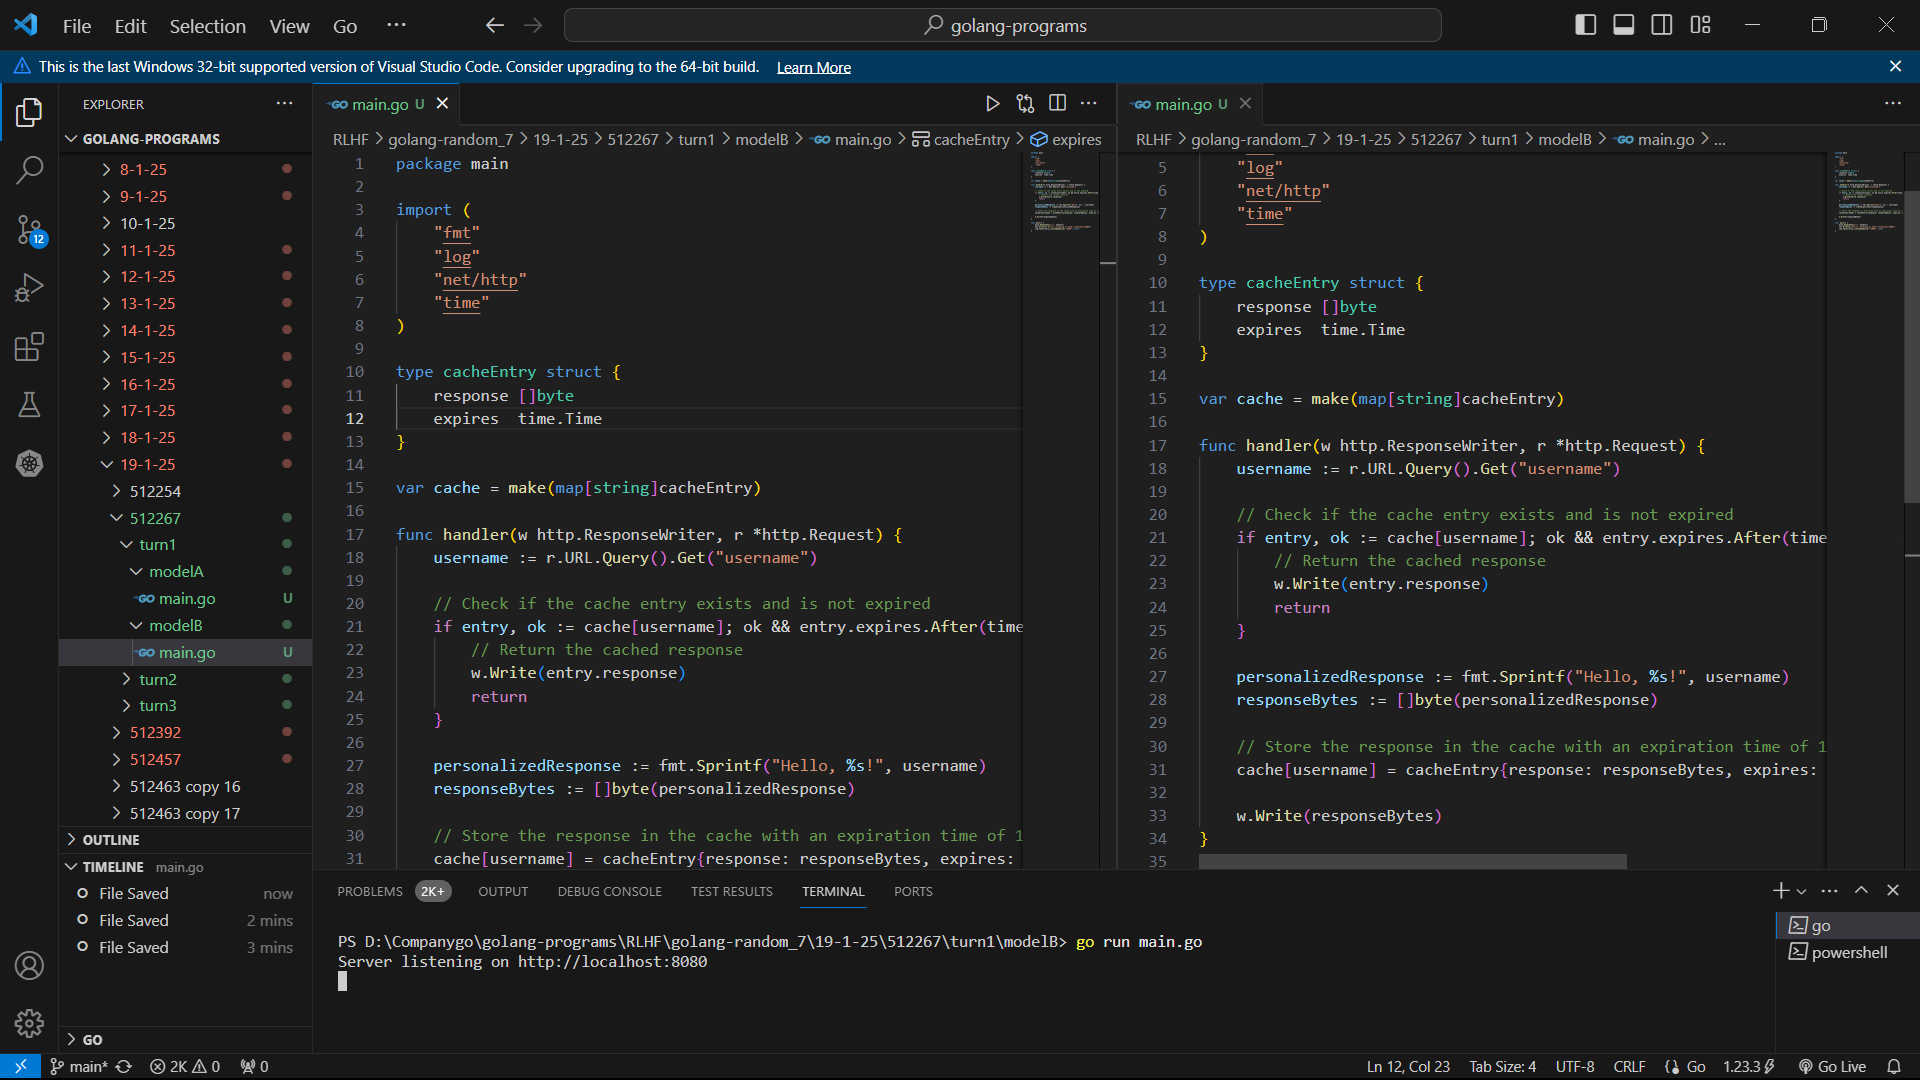 File Edit Selection View Go ··· golang-programs
This is the last Windows 32-bit supported version of Visual Studio Code. Consider upgrading to the 64-bit build. Learn More
EXPLORER
GOLANG-PROGRAMS
8-1-25
9-1-25
10-1-25
11-1-25
12-1-25
13-1-25
14-1-25
15-1-25
16-1-25
17-1-25
18-1-25
19-1-25
512254
512267
turn1
modelA
main.go U
modelB
main.go U
turn2
turn3
512392
512457
512463 copy 16
512463 copy 17
OUTLINE
TIMELINE main.go
File Saved now
File Saved 2 mins
File Saved 3 mins
GO
12
main.go U
RLHF > golang-random_7 > 19-1-25 > 512267 > turn1 > modelB > main.go > cacheEntry > expires
1 package main
2
3 import (
4 "fmt"
5 "log"
6 "net/http"
7 "time"
8 )
9
10 type cacheEntry struct {
11 response []byte
12 expires  time.Time
13 }
14
15 var cache = make(map[string]cacheEntry)
16
17 func handler(w http.ResponseWriter, r *http.Request) {
18 username := r.URL.Query().Get("username")
19
20 // Check if the cache entry exists and is not expired
21 if entry, ok := cache[username]; ok && entry.expires.After(time
22 // Return the cached response
23 w.Write(entry.response)
24 return
25 }
26
27 personalizedResponse := fmt.Sprintf("Hello, %s!", username)
28 responseBytes := []byte(personalizedResponse)
29
30 // Store the response in the cache with an expiration time of 1
31 cache[username] = cacheEntry{response: responseBytes, expires:
main.go U
RLHF > golang-random_7 > 19-1-25 > 512267 > turn1 > modelB > main.go > ...
5 "log"
6 "net/http"
7 "time"
8 )
9
10 type cacheEntry struct {
11 response []byte
12 expires  time.Time
13 }
14
15 var cache = make(map[string]cacheEntry)
16
17 func handler(w http.ResponseWriter, r *http.Request) {
18 username := r.URL.Query().Get("username")
19
20 // Check if the cache entry exists and is not expired
21 if entry, ok := cache[username]; ok && entry.expires.After(time
22 // Return the cached response
23 w.Write(entry.response)
24 return
25 }
26
27 personalizedResponse := fmt.Sprintf("Hello, %s!", username)
28 responseBytes := []byte(personalizedResponse)
29
30 // Store the response in the cache with an expiration time of 1
31 cache[username] = cacheEntry{response: responseBytes, expires:
32
33 w.Write(responseBytes)
34 }
35
PROBLEMS 2K+ OUTPUT DEBUG CONSOLE TEST RESULTS TERMINAL PORTS
PS D:\Companygo\golang-programs\RLHF\golang-random_7\19-1-25\512267\turn1\modelB> go run main.go
Server listening on http://localhost:8080
go
powershell
main* 2K 0 0 Ln 12, Col 23 Tab Size: 4 UTF-8 CRLF Go 1.23.3 Go Live